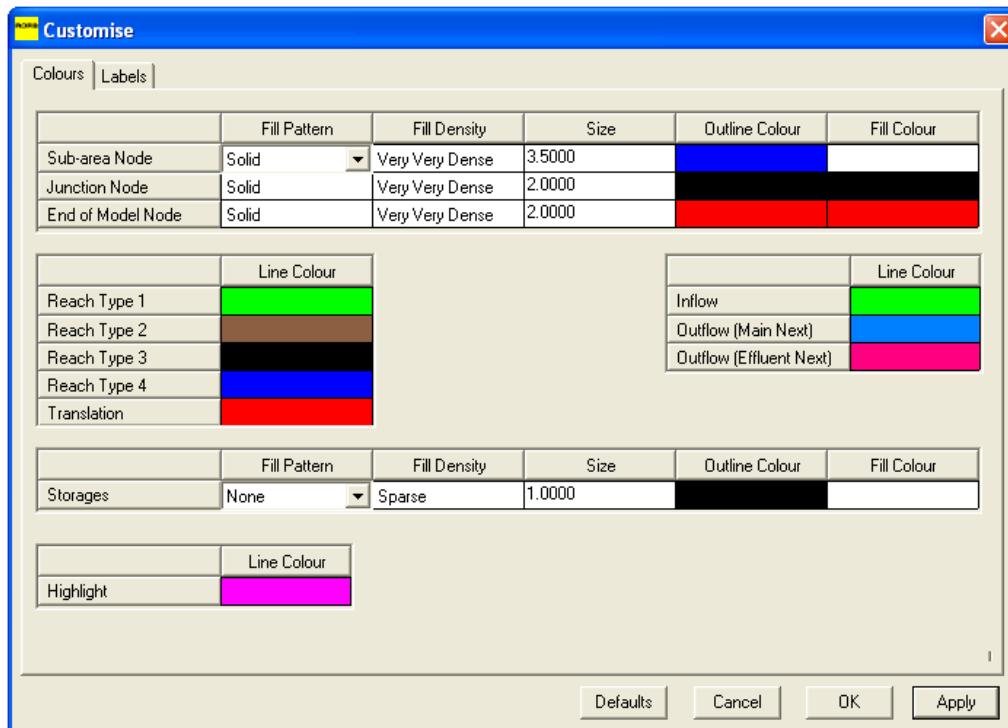 RORB Customise
Colours Labels
Fill Pattern Fill Density Size Outline Colour Fill Colour
Sub-area Node Solid Very Very Dense 3.5000
Junction Node Solid Very Very Dense 2.0000
End of Model Node Solid Very Very Dense 2.0000
Line Colour
Reach Type 1
Reach Type 2
Reach Type 3
Reach Type 4
Translation
Line Colour
Inflow
Outflow (Main Next)
Outflow (Effluent Next)
Fill Pattern Fill Density Size Outline Colour Fill Colour
Storages None Sparse 1.0000
Line Colour
Highlight
Defaults Cancel OK Apply